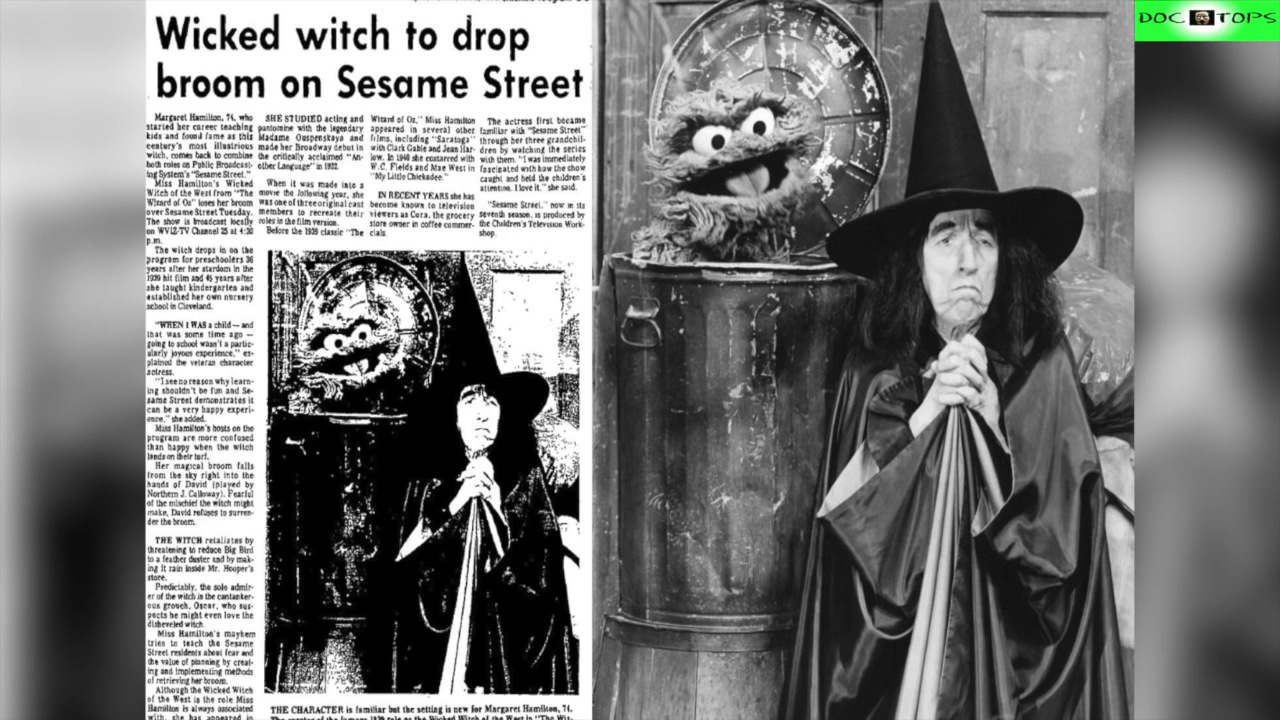 Wicked witch to drop
broom on Sesame Street
Margaret Hamilton, 74, who
started her career teaching
kids and found fame as this
century's most illustrious
witch, comes back to combine
both roles on Public Broadcast-
ing System's "Sesame Street."
Miss Hamilton's Wicked
Witch of the West from "The
Wizard of Oz" loses her broom
over Sesame Street Tuesday.
The show is broadcast locally
on WVIZ-TV Channel 25 at 4:30
p.m.
The witch drops in on the
program for preschoolers 36
years after her stardom in the
1939 hit film and 45 years after
she taught kindergarten and
established her own nursery
school in Cleveland.
"WHEN I WAS a child — and
that was some time ago —
going to school wasn't a partic-
ularly joyous experience," ex-
plained the veteran character
actress.
"I see no reason why learn-
ing shouldn't be fun and Se-
same Street demonstrates it
can be a very happy experi-
ence," she added.
Miss Hamilton's hosts on the
program are more confused
than happy when the witch
lands on their turf.
Her magical broom falls
from the sky right into the
hands of David (played by
Northern J. Calloway). Fearful
of the mischief the witch might
make, David refuses to surren-
der the broom.
THE WITCH retaliates by
threatening to reduce Big Bird
to a feather duster and by mak-
ing it rain inside Mr. Hooper's
store.
Predictably, the sole admir-
er of the witch is the cantanker-
ous grouch, Oscar, who sus-
pects he might even love the
disheveled witch.
Miss Hamilton's mayhem
tries to teach the Sesame
Street residents about fear and
the value of planning by creat-
ing and implementing methods
of retrieving her broom.
Although the Wicked Witch
of the West is the role Miss
Hamilton is always associated
with, she has appeared in
SHE STUDIED acting and
pantomime with the legendary
Madame Ouspenskaya and
made her Broadway debut in
the critically acclaimed "An-
other Language" in 1932.
When it was made into a
movie the following year, she
was one of three original cast
members to recreate their
roles in the film version.
Before the 1939 classic "The
Wizard of Oz," Miss Hamilton
appeared in several other
films, including "Saratoga"
with Clark Gable and Jean Har-
low. In 1940 she costarred with
W.C. Fields and Mae West in
"My Little Chickadee."
IN RECENT YEARS she has
become known to television
viewers as Cora, the grocery
store owner in coffee commer-
cials.
The actress first became
familiar with "Sesame Street"
through her three grandchil-
dren by watching the series
with them. "I was immediately
fascinated with how the show
caught and held the children's
attention. I love it," she said.
"Sesame Street," now in its
seventh season, is produced by
the Children's Television Work-
shop.
THE CHARACTER is familiar but the setting is new for Margaret Hamilton, 74.
DOC TOPS